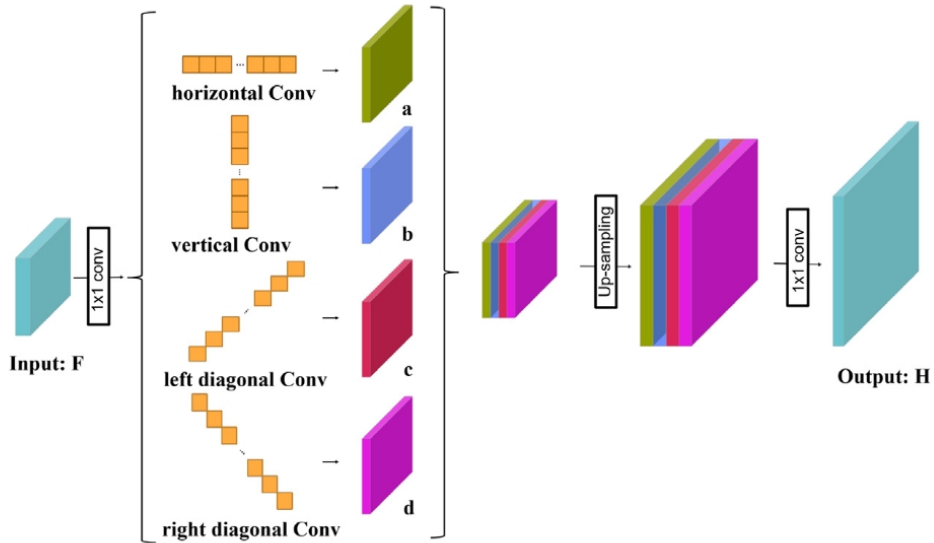 Input: F
1x1 conv
horizontal Conv
a
vertical Conv
b
left diagonal Conv
c
right diagonal Conv
d
Up-sampling
1x1 conv
Output: H